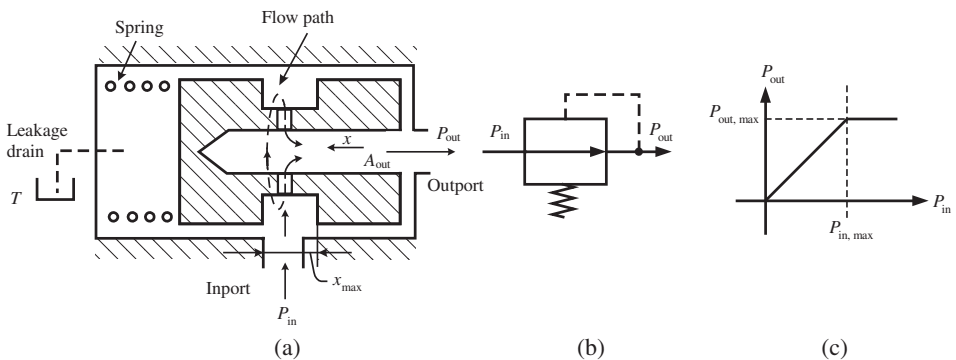 Flow path
Spring
Leakage
drain
T
x
A_out
P_out
Outport
Inport
x_max
P_in
(a)
P_in
P_out
(b)
P_out
P_out, max
P_in
P_in, max
(c)